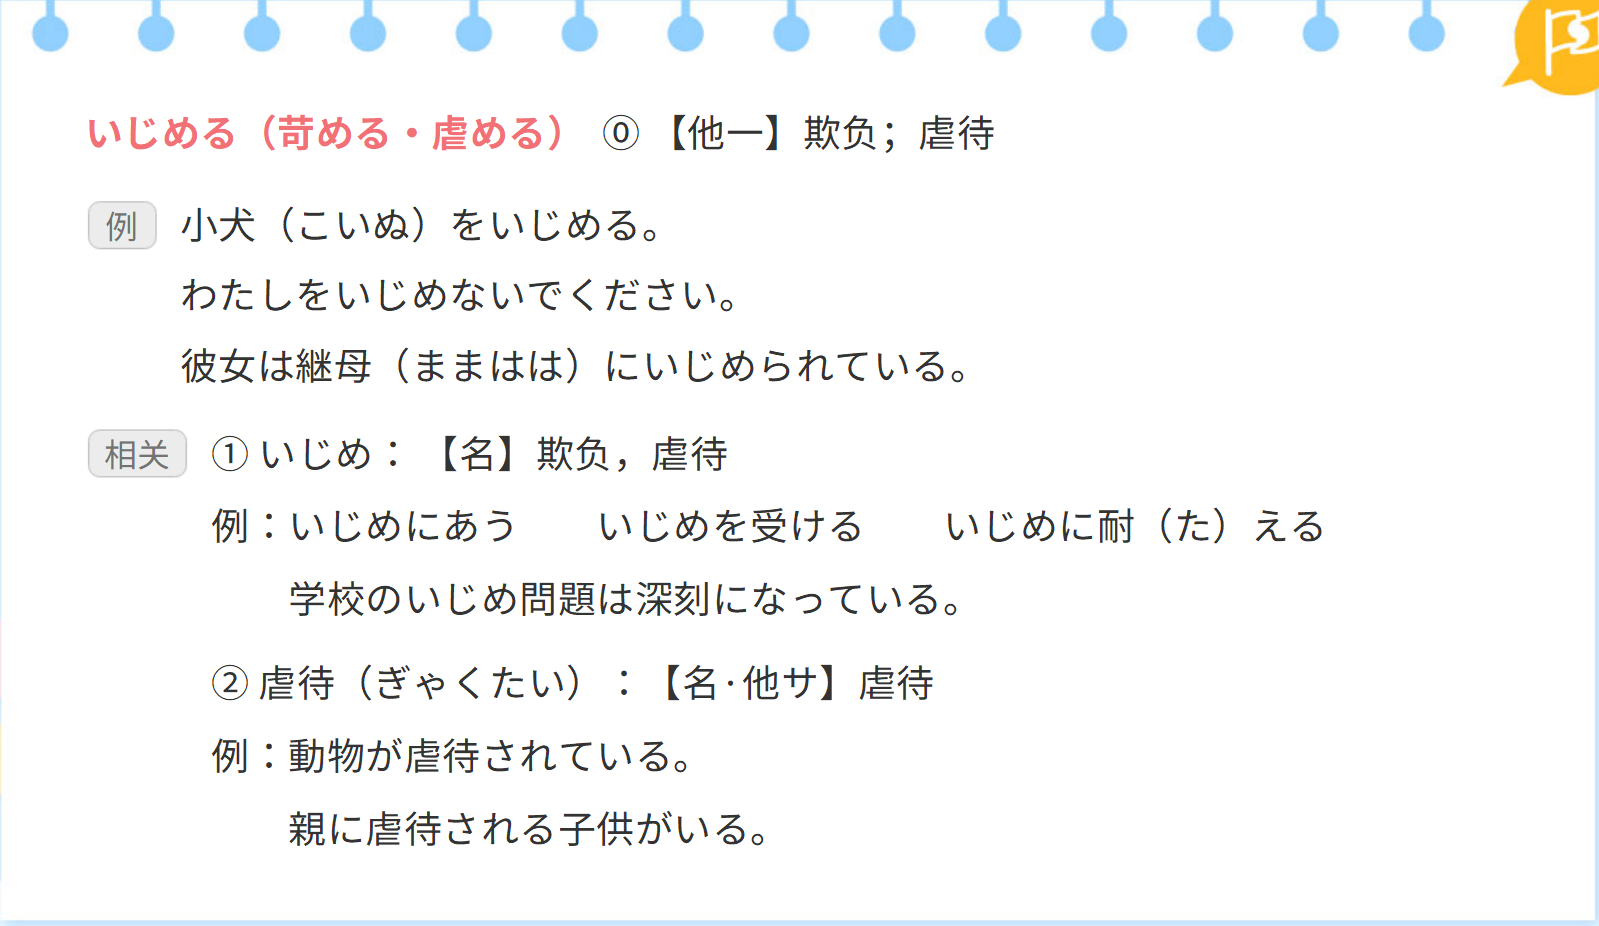 いじめる（苛める・虐める） ⓪ 【他一】欺负；虐待
例 小犬（こいぬ）をいじめる。
わたしをいじめないでください。
彼女は継母（ままはは）にいじめられている。
相关 ① いじめ： 【名】欺负，虐待
例：いじめにあう　　いじめを受ける　　いじめに耐（た）える
学校のいじめ問題は深刻になっている。
② 虐待（ぎゃくたい）：【名·他サ】虐待
例：動物が虐待されている。
親に虐待される子供がいる。